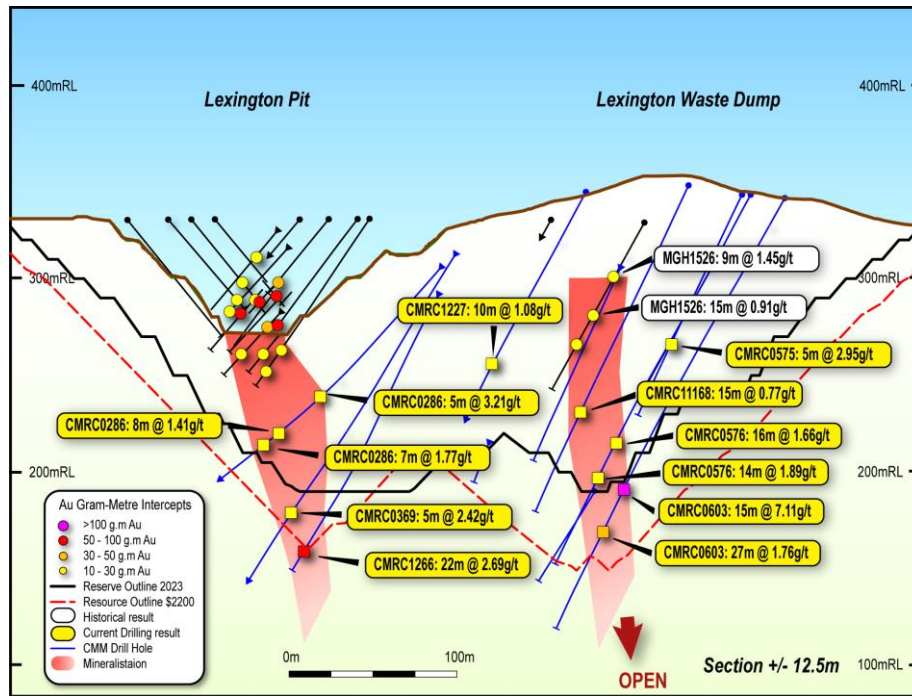 400mRL
400mRL
Lexington Pit
Lexington Waste Dump
300mRL
300mRL
MGH1526: 9m @ 1.45g/t
MGH1526: 15m @ 0.91g/t
CMRC1227: 10m @ 1.08g/t
CMRC0575: 5m @ 2.95g/t
CMRC11168: 15m @ 0.77g/t
CMRC0286: 5m @ 3.21g/t
CMRC0286: 8m @ 1.41g/t
CMRC0576: 16m @ 1.66g/t
CMRC0286: 7m @ 1.77g/t
200mRL
200mRL
CMRC0576: 14m @ 1.89g/t
CMRC0603: 15m @ 7.11g/t
CMRC0369: 5m @ 2.42g/t
CMRC0603: 27m @ 1.76g/t
CMRC1266: 22m @ 2.69g/t
Au Gram-Metre Intercepts
>100 g.m Au
50 - 100 g.m Au
30 - 50 g.m Au
10 - 30 g.m Au
Reserve Outline 2023
Resource Outline $2200
Historical result
Current Drilling result
CMM Drill Hole
Mineralistaion
0m
100m
OPEN
Section +/- 12.5m
100mRL